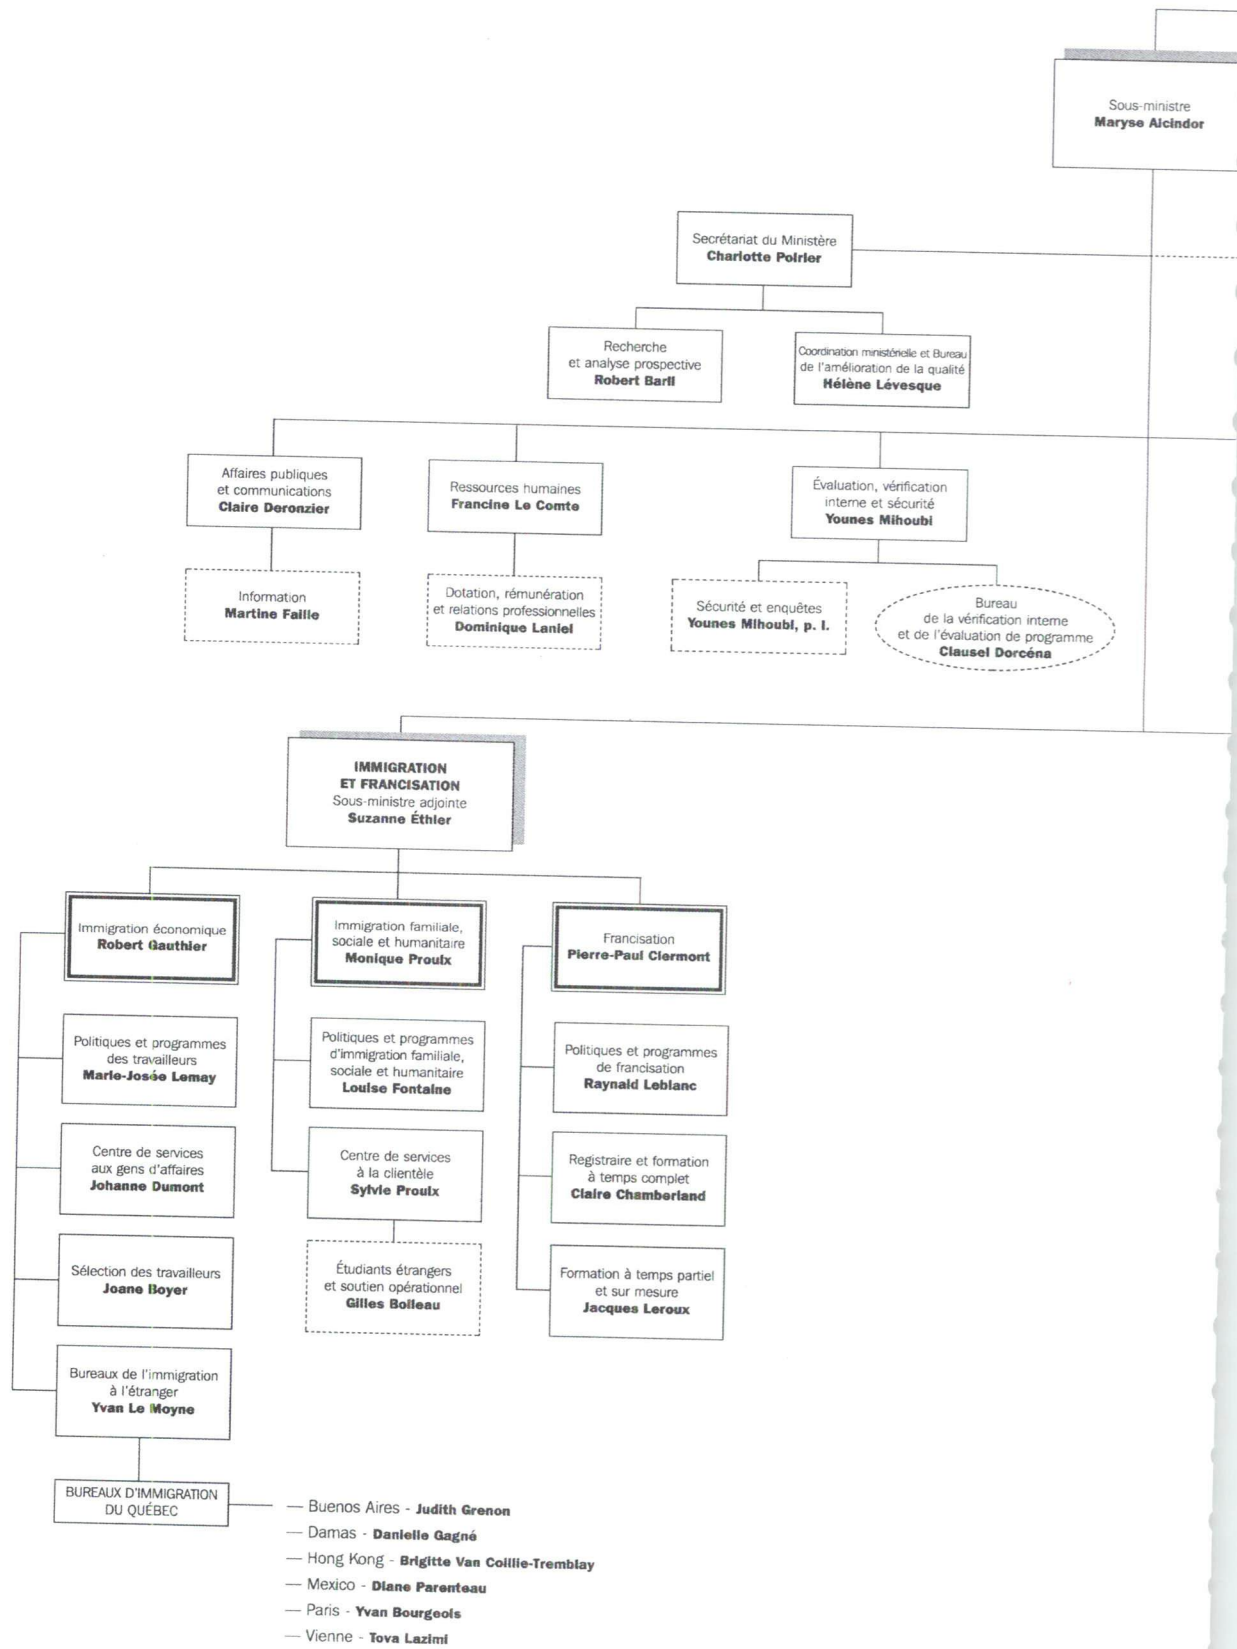 Sous-ministre
Maryse Alcindor
Secrétariat du Ministère
Charlotte Poirier
Recherche
et analyse prospective
Robert Baril
Coordination ministérielle et Bureau
de l'amélioration de la qualité
Hélène Lévesque
Affaires publiques
et communications
Claire Deronzier
Ressources humaines
Francine Le Comte
Évaluation, vérification
interne et sécurité
Younes Mihoubi
Information
Martine Faille
Dotation, rémunération
et relations professionnelles
Dominique Laniel
Sécurité et enquêtes
Younes Mihoubi, p. i.
Bureau
de la vérification interne
et de l'évaluation de programme
Clausel Dorcéna
IMMIGRATION
ET FRANCISATION
Sous-ministre adjointe
Suzanne Éthier
Immigration économique
Robert Gauthier
Immigration familiale,
sociale et humanitaire
Monique Proulx
Francisation
Pierre-Paul Clermont
Politiques et programmes
des travailleurs
Marie-Josée Lemay
Politiques et programmes
d'immigration familiale,
sociale et humanitaire
Louise Fontaine
Politiques et programmes
de francisation
Raynald Leblanc
Centre de services
aux gens d'affaires
Johanne Dumont
Centre de services
à la clientèle
Sylvie Proulx
Registraire et formation
à temps complet
Claire Chamberland
Sélection des travailleurs
Joane Boyer
Étudiants étrangers
et soutien opérationnel
Gilles Boileau
Formation à temps partiel
et sur mesure
Jacques Leroux
Bureaux de l'immigration
à l'étranger
Yvan Le Moyne
BUREAUX D'IMMIGRATION
DU QUÉBEC
— Buenos Aires - Judith Grenon
— Damas - Danielle Gagné
— Hong Kong - Brigitte Van Coillie-Tremblay
— Mexico - Diane Parenteau
— Paris - Yvan Bourgeois
— Vienne - Tova Lazimi